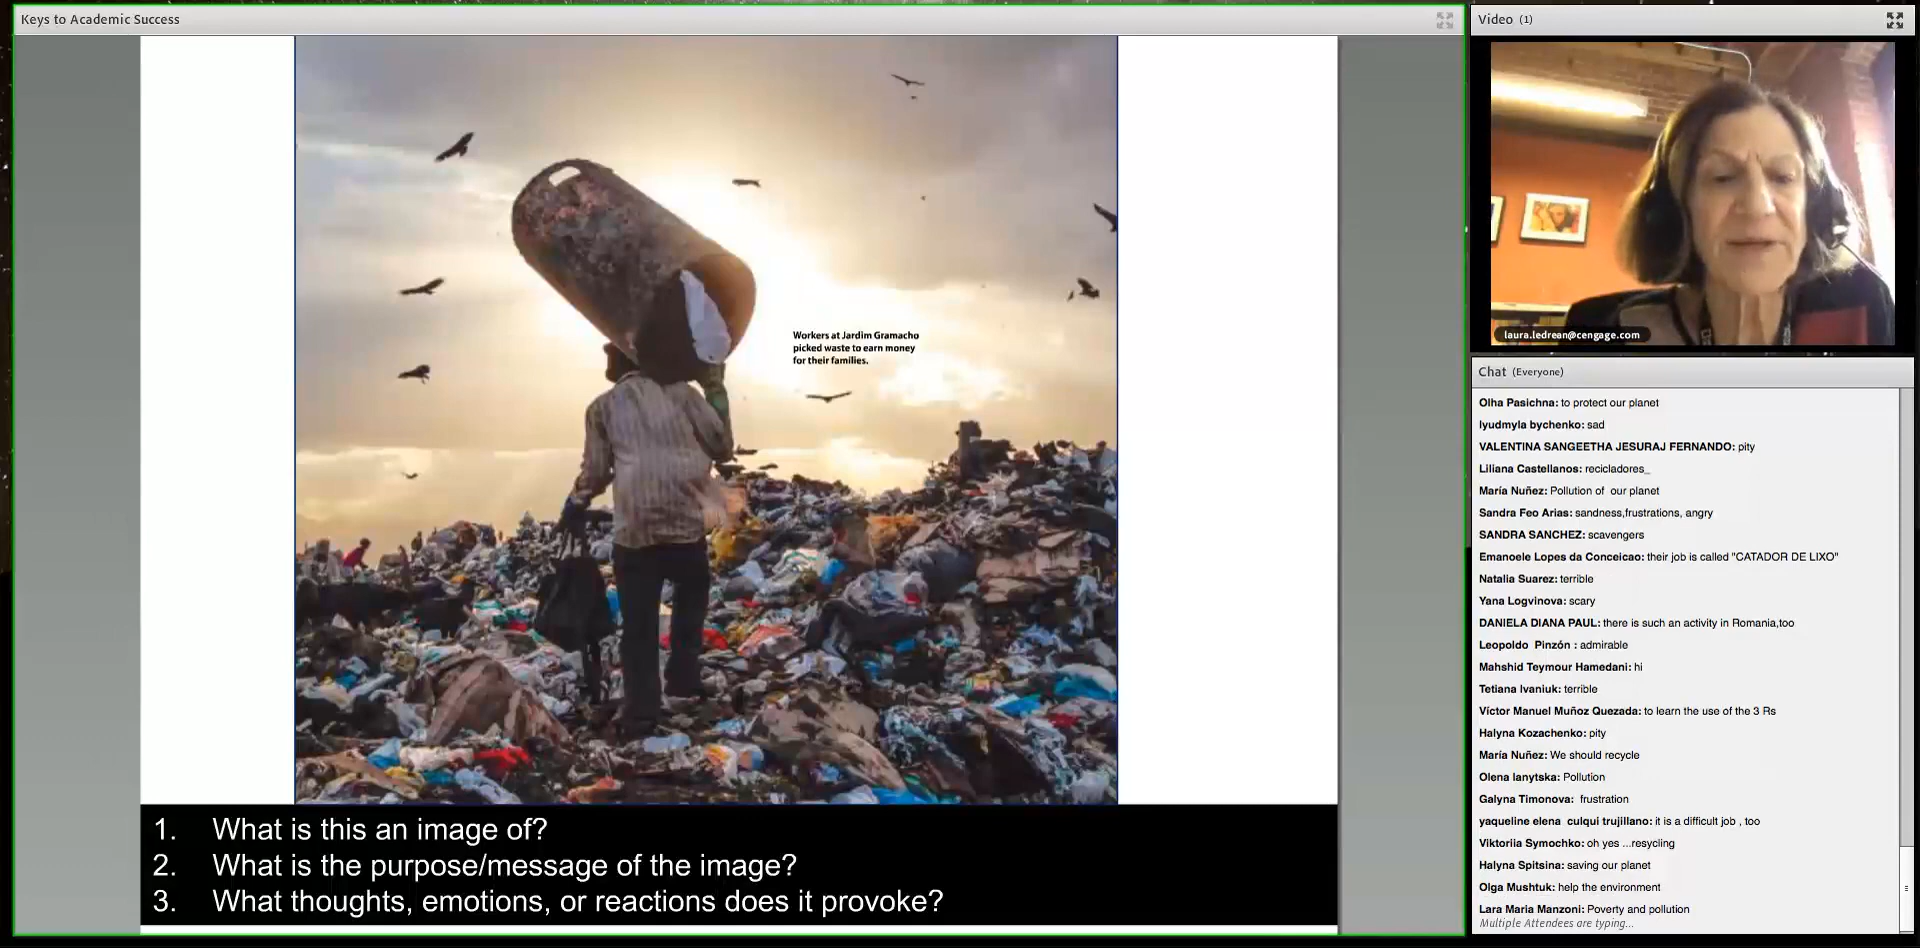 Keys to Academic Success
Workers at Jardim Gramacho
picked waste to earn money
for their families.
1. What is this an image of?
2. What is the purpose/message of the image?
3. What thoughts, emotions, or reactions does it provoke?
Video (1)
laura.ledrean@cengage.com
Chat (Everyone)
Olha Pasichna: to protect our planet
lyudmyla bychenko: sad
VALENTINA SANGEETHA JESURAJ FERNANDO: pity
Liliana Castellanos: recicladores_
María Nuñez: Pollution of our planet
Sandra Feo Arias: sandness,frustrations, angry
SANDRA SANCHEZ: scavengers
Emanoele Lopes da Conceicao: their job is called "CATADOR DE LIXO"
Natalia Suarez: terrible
Yana Logvinova: scary
DANIELA DIANA PAUL: there is such an activity in Romania,too
Leopoldo Pinzón : admirable
Mahshid Teymour Hamedani: hi
Tetiana Ivaniuk: terrible
Víctor Manuel Muñoz Quezada: to learn the use of the 3 Rs
Halyna Kozachenko: pity
María Nuñez: We should recycle
Olena Ianytska: Pollution
Galyna Timonova: frustration
yaqueline elena culqui trujillano: it is a difficult job , too
Viktoriia Symochko: oh yes ...resycling
Halyna Spitsina: saving our planet
Olga Mushtuk: help the environment
Lara Maria Manzoni: Poverty and pollution
Multiple Attendees are typing...